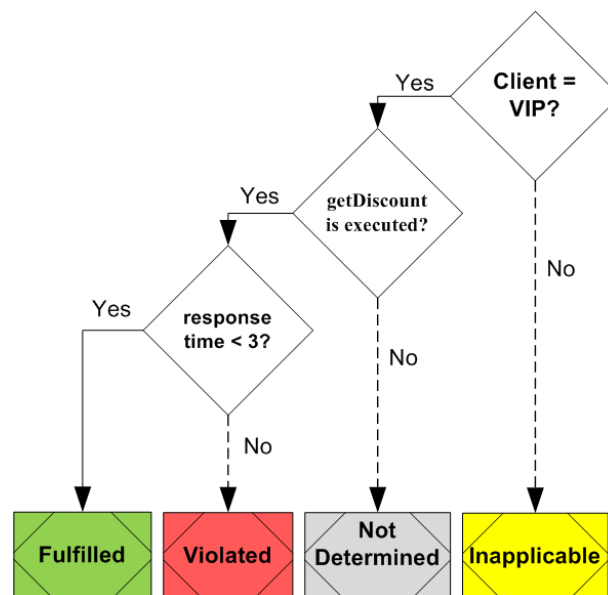 Client =
VIP?
Yes
getDiscount
is executed?
Yes
No
response
time < 3?
Yes
No
No
Fulfilled
Violated
Not
Determined
Inapplicable